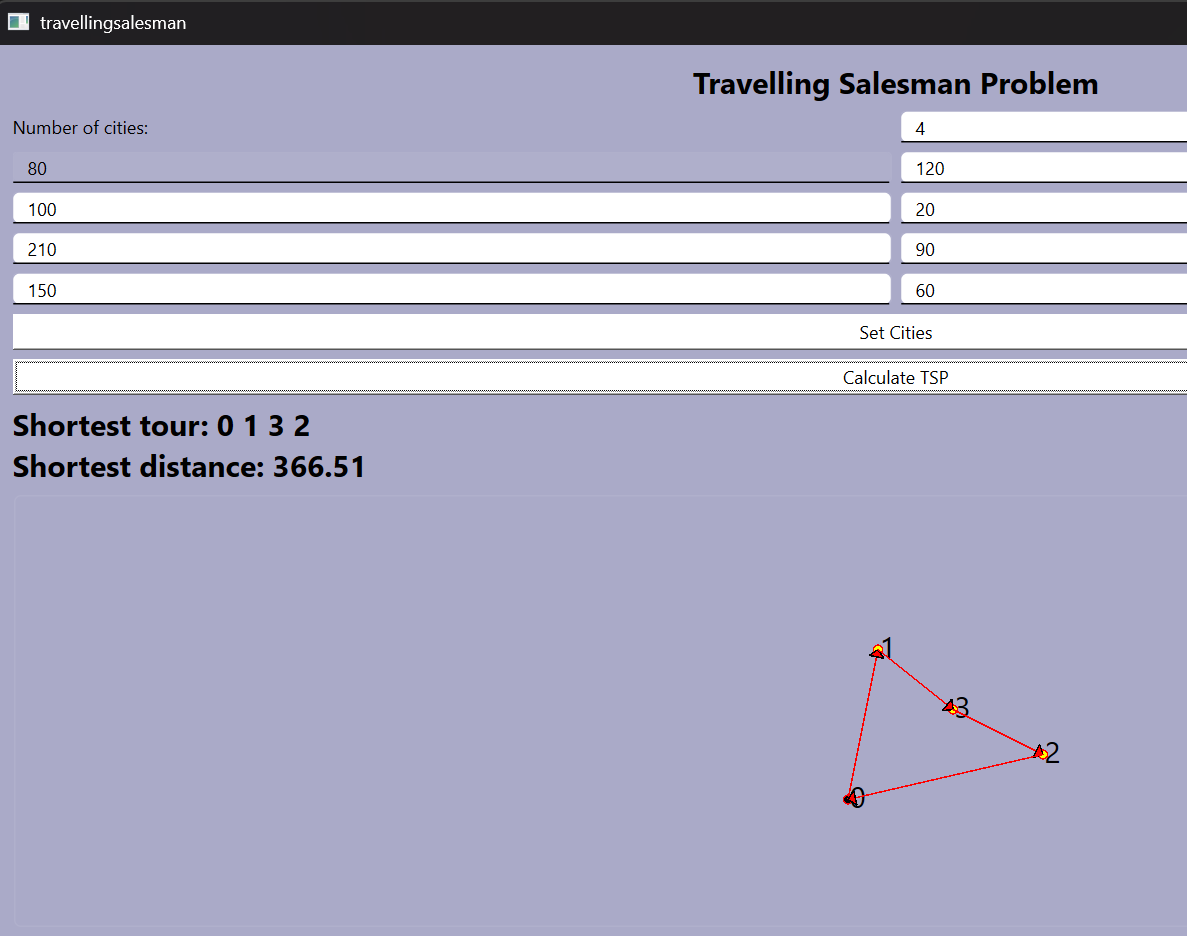 travellingsalesman
Travelling Salesman Problem
Number of cities: 4
80 120
100 20
210 90
150 60
Set Cities
Calculate TSP
Shortest tour: 0 1 3 2
Shortest distance: 366.51
1
3
2
0